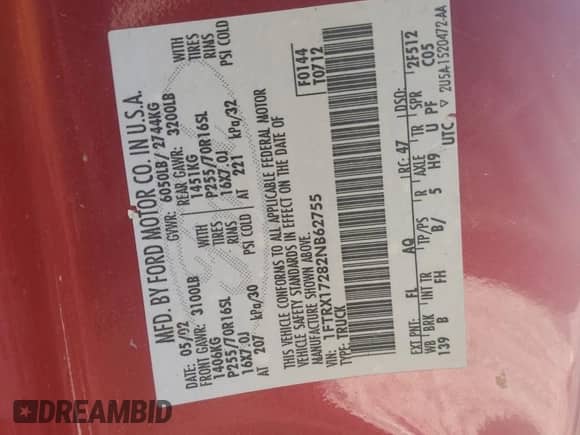 MFD. BY FORD MOTOR CO. IN U.S.A.
DATE: 05/02 GVWR: 6050LB/ 2744KG
FRONT GAWR: 3100LB REAR GAWR: 3200LB WITH
1406KG 1451KG TIRES
P255/70R16SL P255/70R16SL RIMS
16X7.0J 16X7.0J PSI COLD
AT 207 kPa/30 PSI COLD AT 221 kPa/32
WITH
TIRES
RIMS
THIS VEHICLE CONFORMS TO ALL APPLICABLE FEDERAL MOTOR
VEHICLE SAFETY STANDARDS IN EFFECT ON THE DATE OF
VIN: 1FTRX17282NB62755
TYPE: TRUCK
F0144
T0712
EXT PNT: FL AQ RC: 47 DSO:
WB BRK INT TR TP/PS R AXLE TR SPR 2F512
139 B FH B/ 5 H9 U PF C05
UTC ▽ 2U5A-1520472-AA
DREAMBID